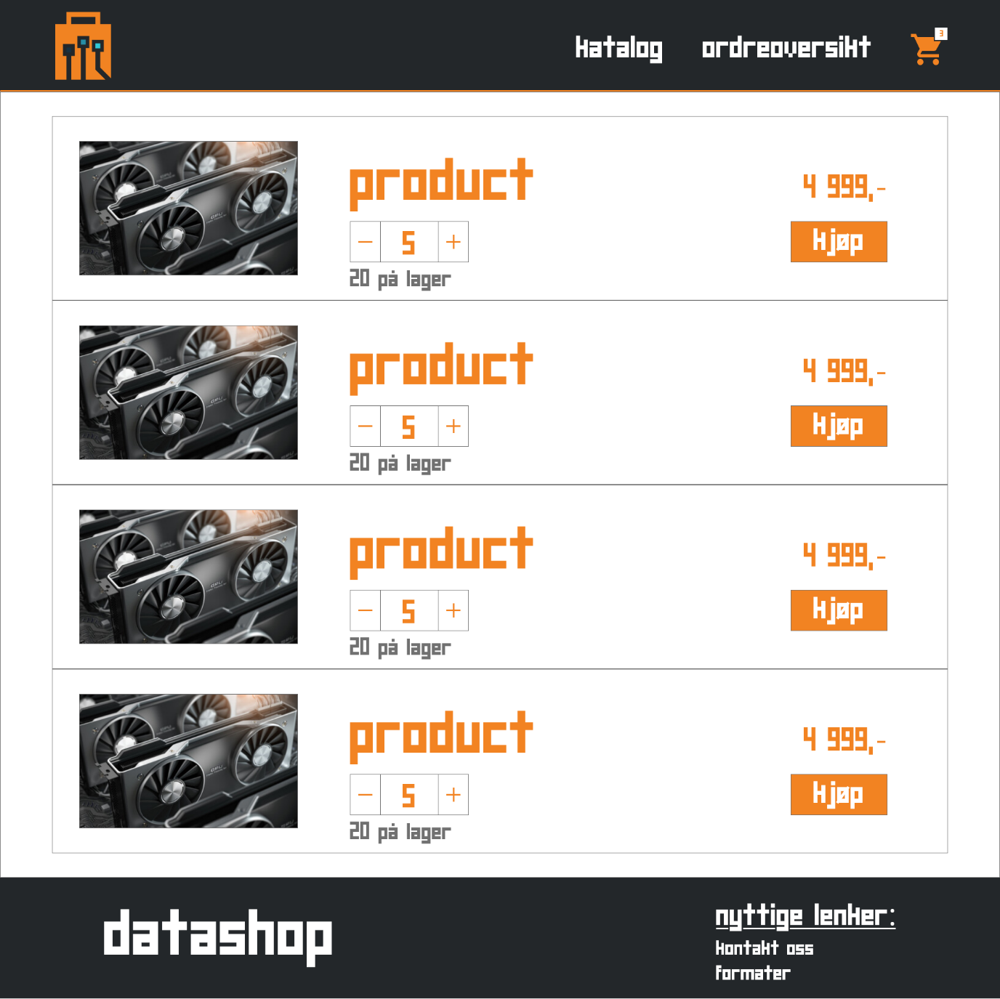 katalog ordreoversikt 3
product
4 999,-
- 5 + kjøp
20 på lager
product
4 999,-
- 5 + kjøp
20 på lager
product
4 999,-
- 5 + kjøp
20 på lager
product
4 999,-
- 5 + kjøp
20 på lager
datashop
nyttige lenker:
kontakt oss
formater